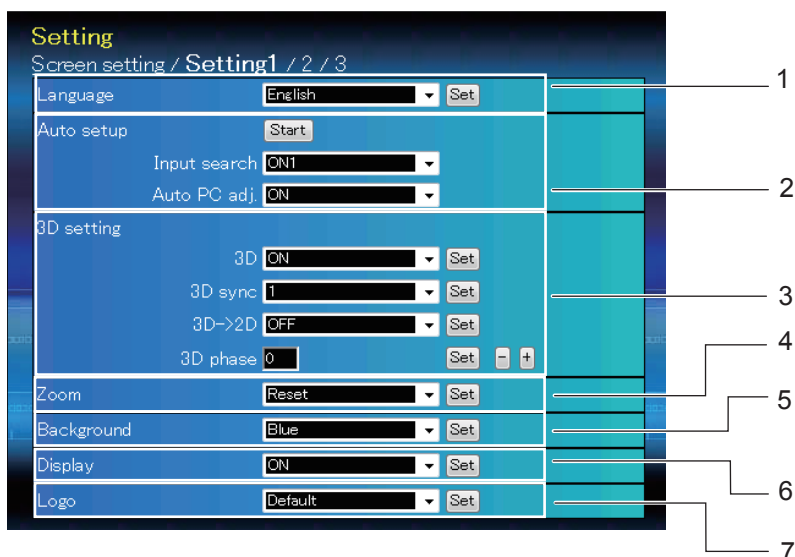 Setting
Screen setting / Setting1 / 2 / 3
Language English Set 1
Auto setup Start
Input search ON1
Auto PC adj. ON 2
3D setting
3D ON Set
3D sync 1 Set 3
3D->2D OFF Set
3D phase 0 Set - + 4
Zoom Reset Set
Background Blue Set 5
Display ON Set 6
Logo Default Set 7